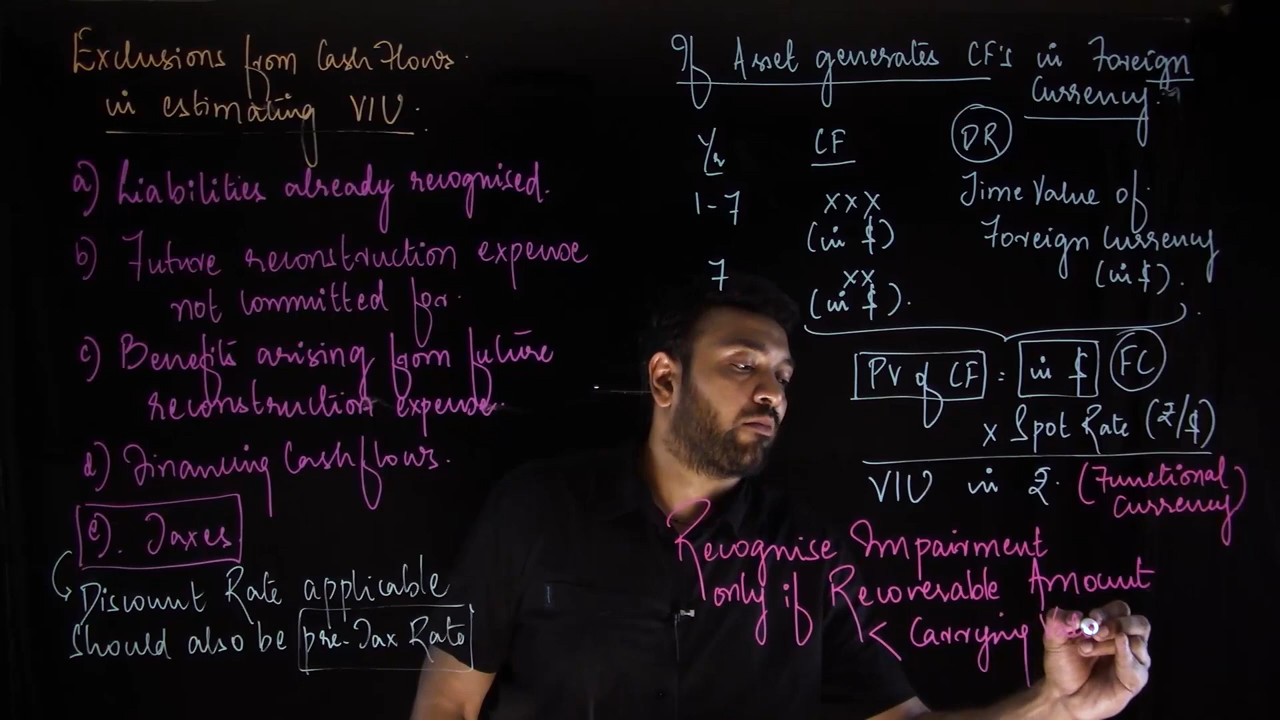 Exclusions from Cash Flows.
in estimating VIU.
a) Liabilities already recognised.
b) Future reconstruction expense
not committed for.
c) Benefits arising from future
reconstruction expense.
d) Financing Cashflows.
e). Taxes
Discount Rate applicable
should also be pre-Tax Rate
If Asset generates CF's in Foreign
Currency.
Yr CF DR
1-7 xxx Time Value of
(in $) Foreign Currency
7 xx (in $).
(in $).
PV of CF = in $ FC
x Spot Rate (₹/$)
VIU in ₹. (Functional
Currency)
Recognise Impairment
only if Recoverable Amount
< Carrying